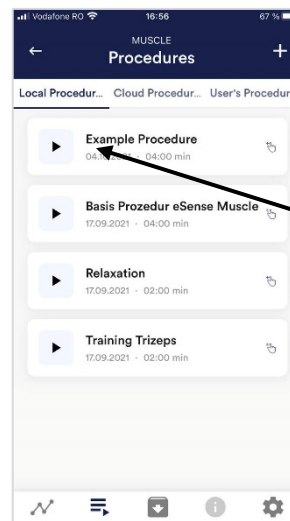 Vodafone RO 16:56 67 %
MUSCLE
Procedures
Local Procedur... Cloud Procedur... User's Procedur
Example Procedure
04:00 min
Basis Prozedur eSense Muscle
17.09.2021 · 04:00 min
Relaxation
17.09.2021 · 02:00 min
Training Trizeps
17.09.2021 · 02:00 min